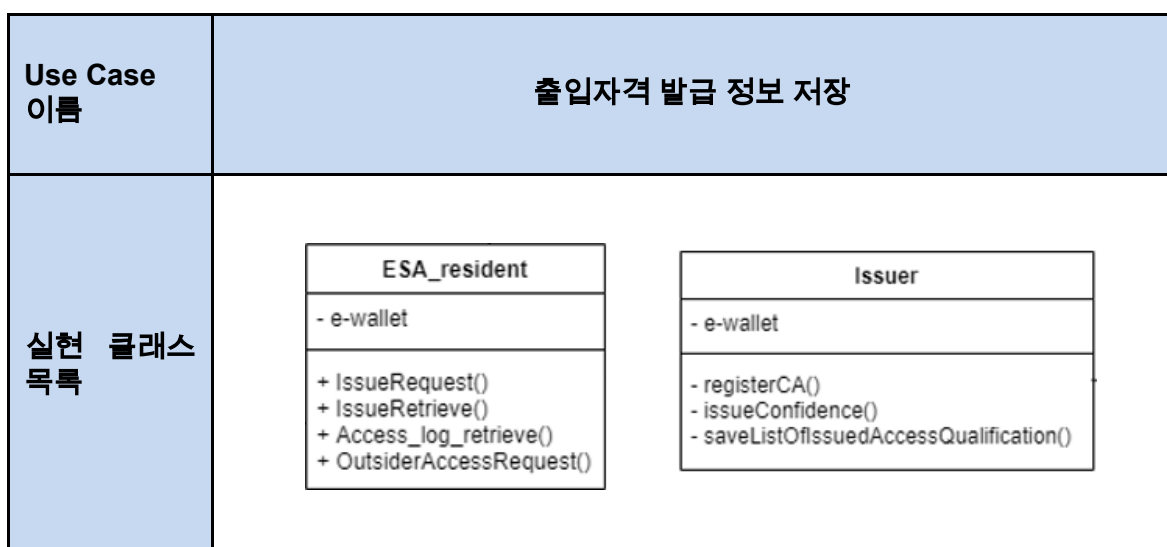 Use Case
이름
출입자격 발급 정보 저장
실현 클래스
목록
ESA_resident
- e-wallet
+ IssueRequest()
+ IssueRetrieve()
+ Access_log_retrieve()
+ OutsiderAccessRequest()
Issuer
- e-wallet
- registerCA()
- issueConfidence()
- saveListOfIssuedAccessQualification()